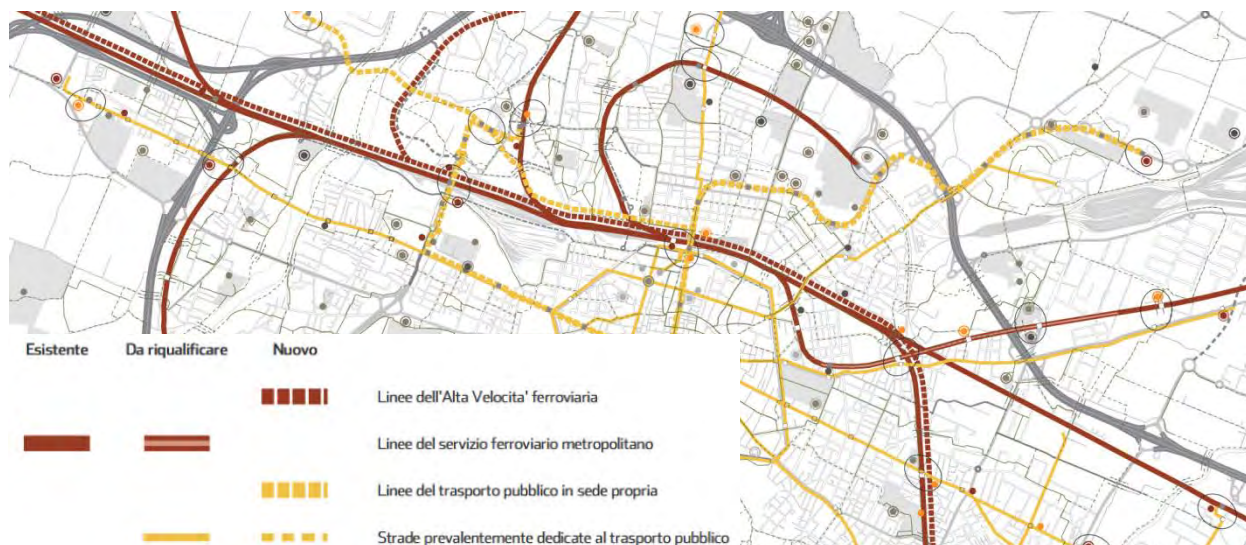 Esistente Da riqualificare Nuovo
Linee dell'Alta Velocita' ferroviaria
Linee del servizio ferroviario metropolitano
Linee del trasporto pubblico in sede propria
Strade prevalentemente dedicate al trasporto pubblico